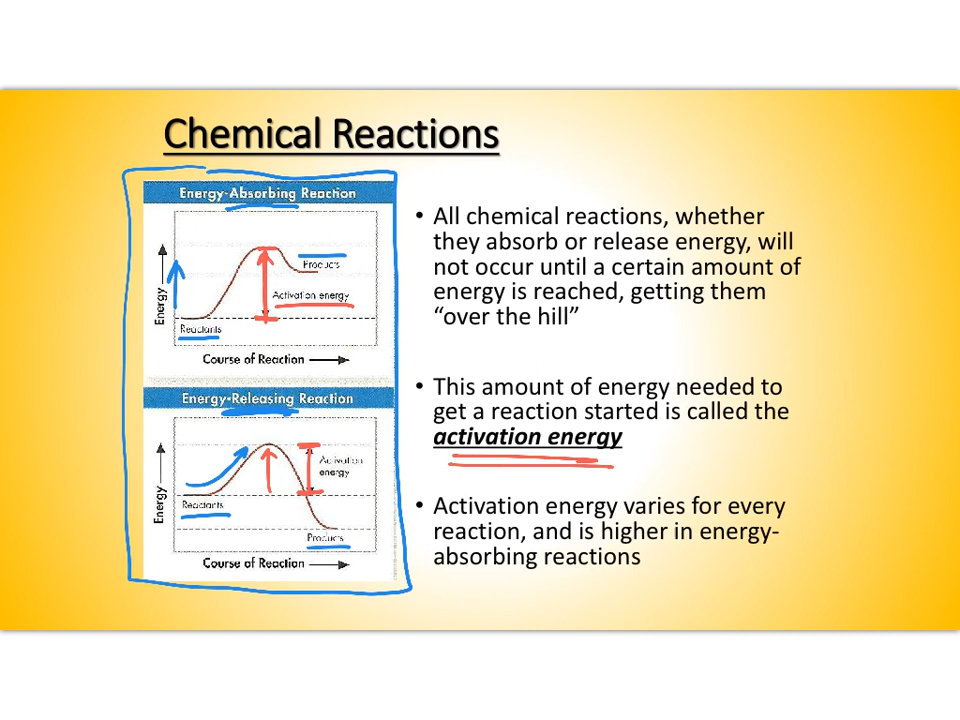 Chemical Reactions
Energy-Absorbing Reaction
Products
Activation energy
Reactants
Energy
Course of Reaction
Energy-Releasing Reaction
Activation
energy
Reactants
Products
Energy
Course of Reaction
• All chemical reactions, whether
they absorb or release energy, will
not occur until a certain amount of
energy is reached, getting them
“over the hill”
• This amount of energy needed to
get a reaction started is called the
activation energy
• Activation energy varies for every
reaction, and is higher in energy-
absorbing reactions